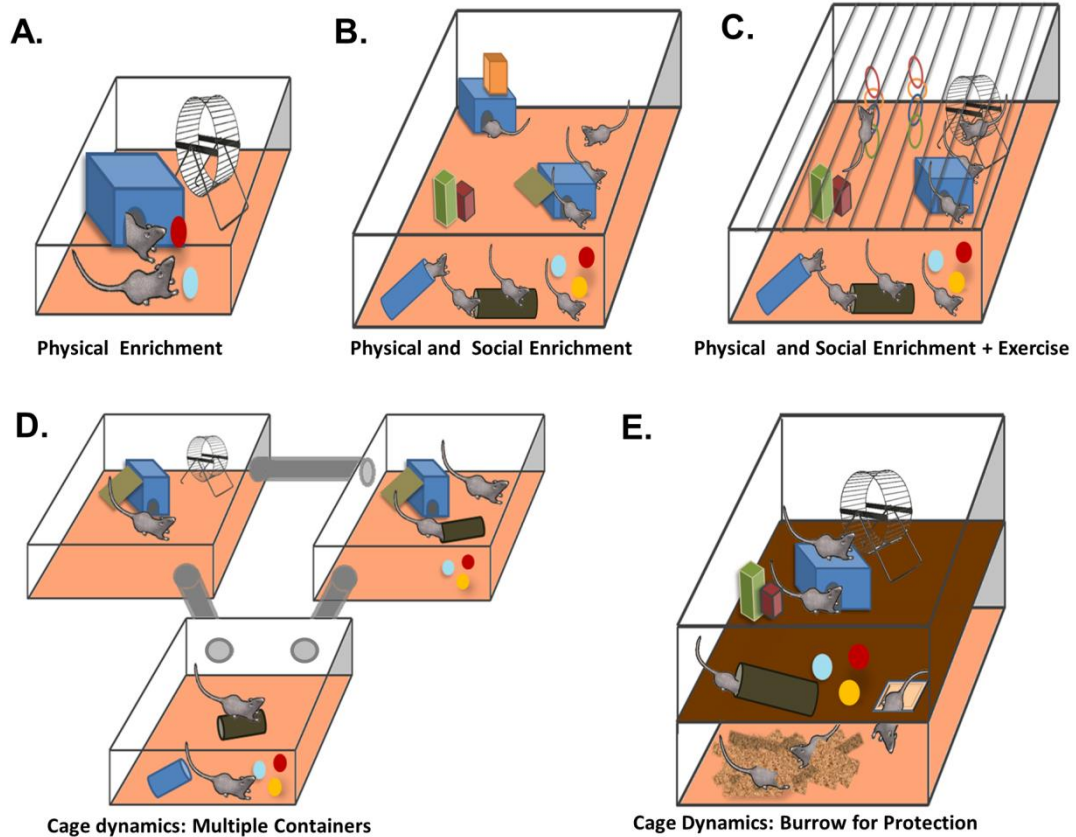 A.
Physical Enrichment
B.
Physical and Social Enrichment
C.
Physical and Social Enrichment + Exercise
D.
Cage dynamics: Multiple Containers
E.
Cage Dynamics: Burrow for Protection